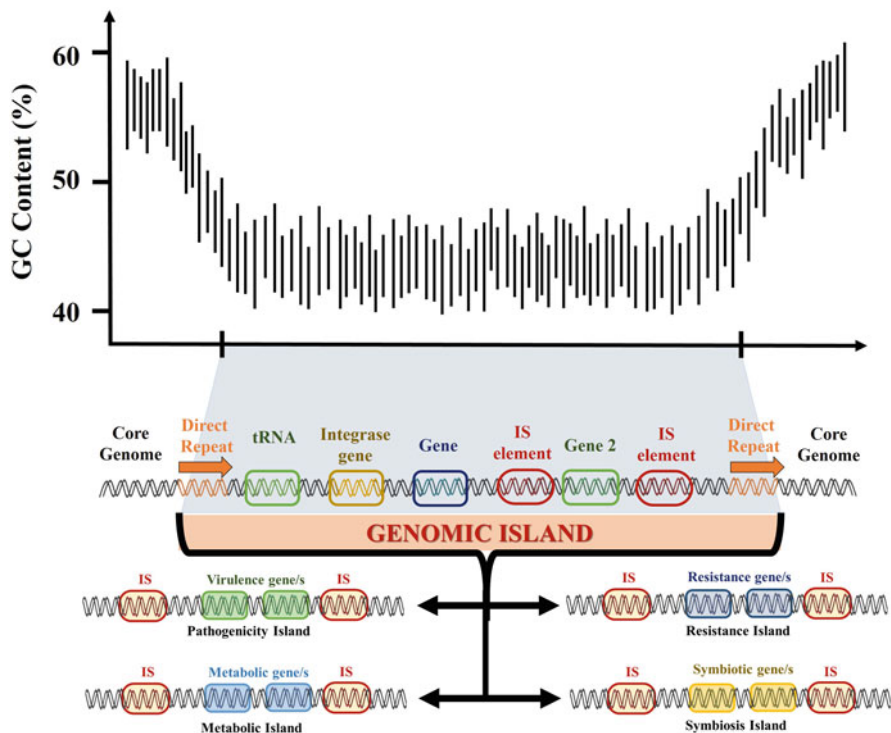 GC Content (%)
60
50
40
Core
Genome
Direct
Repeat
tRNA
Integrase
gene
Gene
IS
element
Gene 2
IS
element
Direct
Repeat
Core
Genome
GENOMIC ISLAND
IS
Virulence gene/s
IS
Pathogenicity Island
IS
Resistance gene/s
IS
Resistance Island
IS
Metabolic gene/s
IS
Metabolic Island
IS
Symbiotic gene/s
IS
Symbiosis Island